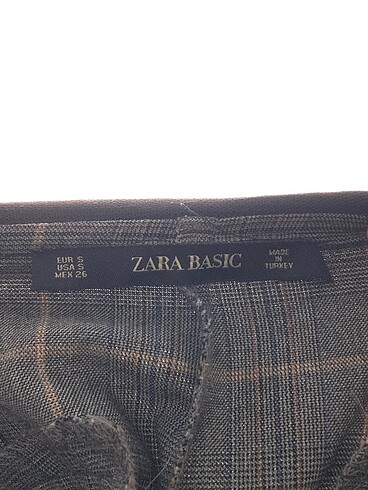 EUR S
USA S
MEX 26
ZARA BASIC
MADE
IN
TURKEY